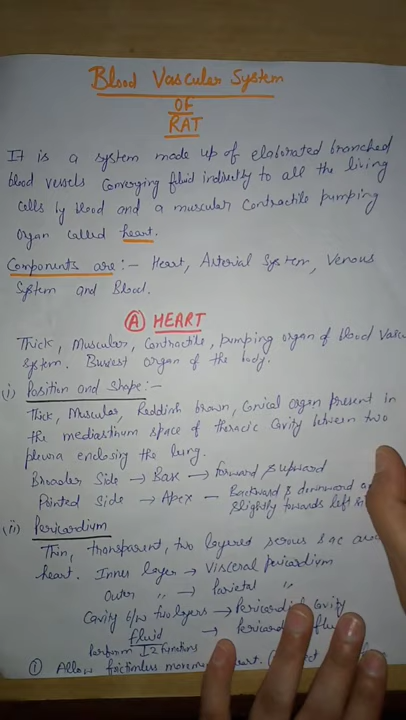 Blood Vascular System
OF
RAT
It is a system made up of elaborated branched
blood vessels Converging fluid indirectly to all the living
cells by blood and a muscular Contractile pumping
Organ called heart.
Components are :- Heart, Arterial System, Venous
System and Blood.
(A) HEART
Thick, Muscular, Contractile, pumping organ of blood Vascu
System. Busiest organ of the body.
(i) Position and Shape:-
Thick, Muscular, Reddish brown, Conical organ present in
the mediastinum space of thoracic Cavity between two
pleura enclosing the lung.
Broader Side → Base → forward & upward
Pointed Side → Apex — Backward & downward
slightly towards left
(ii) Pericardium
Thin, transparent, two layered serous sac
heart. Inner layer → Visceral pericardium
Outer " → Parietal "
Cavity b/w two layers → Pericardial Cavity
fluid → Pericardial
Perform I2 functions
(1) Allow frictionless